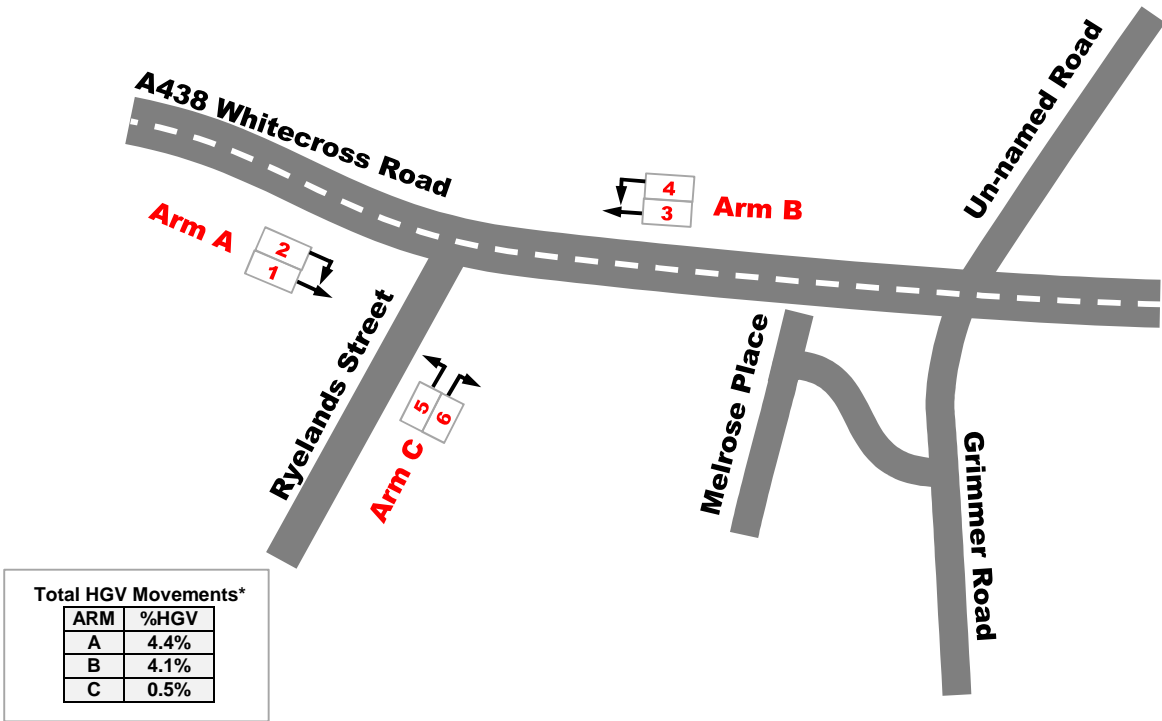 A438 Whitecross Road
Un-named Road
4
3
Arm B
Arm A
2
1
Ryelands Street
5
6
Arm C
Melrose Place
Grimmer Road
Total HGV Movements*
ARM %HGV
A 4.4%
B 4.1%
C 0.5%